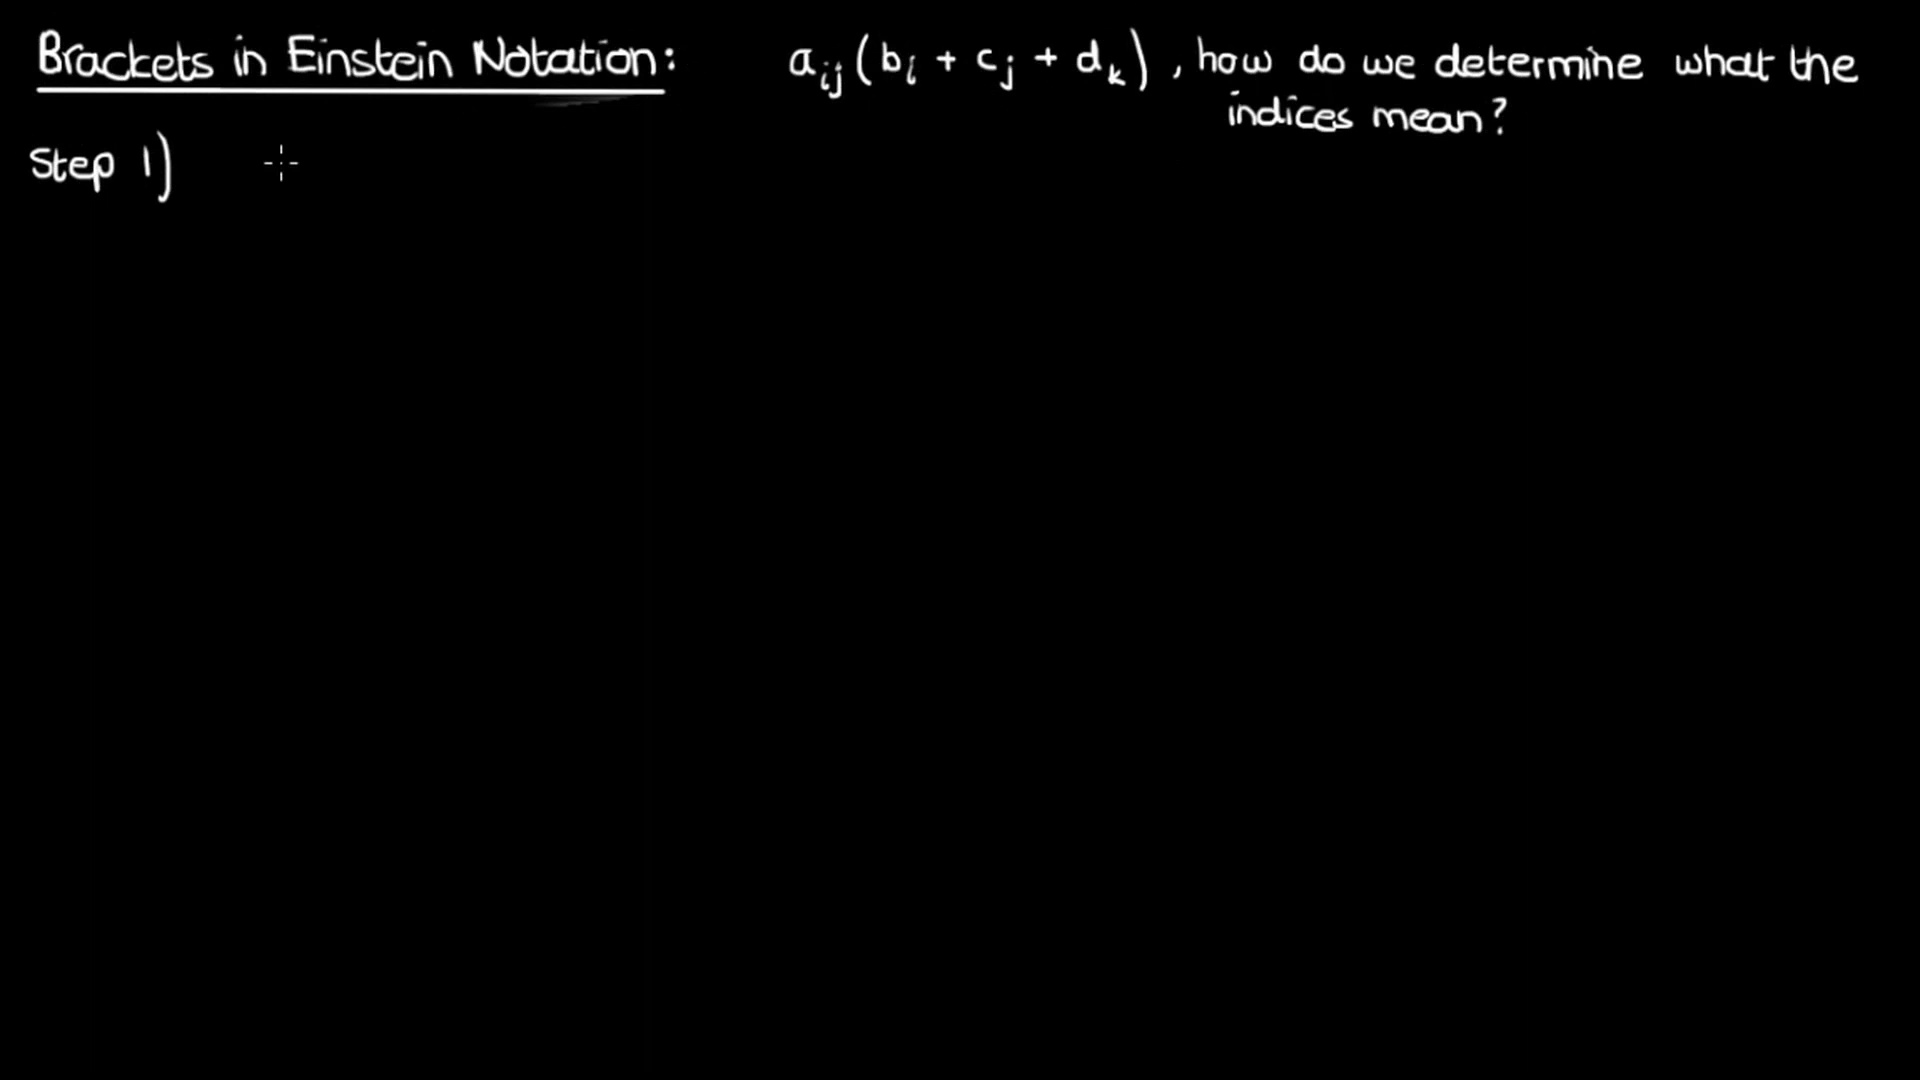 Brackets in Einstein Notation: a_ij (b_i + c_j + d_k), how do we determine what the
indices mean?
Step 1)